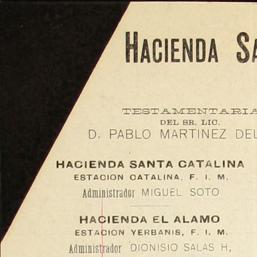 HACIENDA
TESTAMENTARIA
DEL SR. LIC.
D. PABLO MARTINEZ DEL
HACIENDA SANTA CATALINA
ESTACION CATALINA, F. I. M.
Administrador MIGUEL SOTO
HACIENDA EL ALAMO
ESTACION YERBANIS, F. I. M.
Administrador DIONISIO SALAS H,